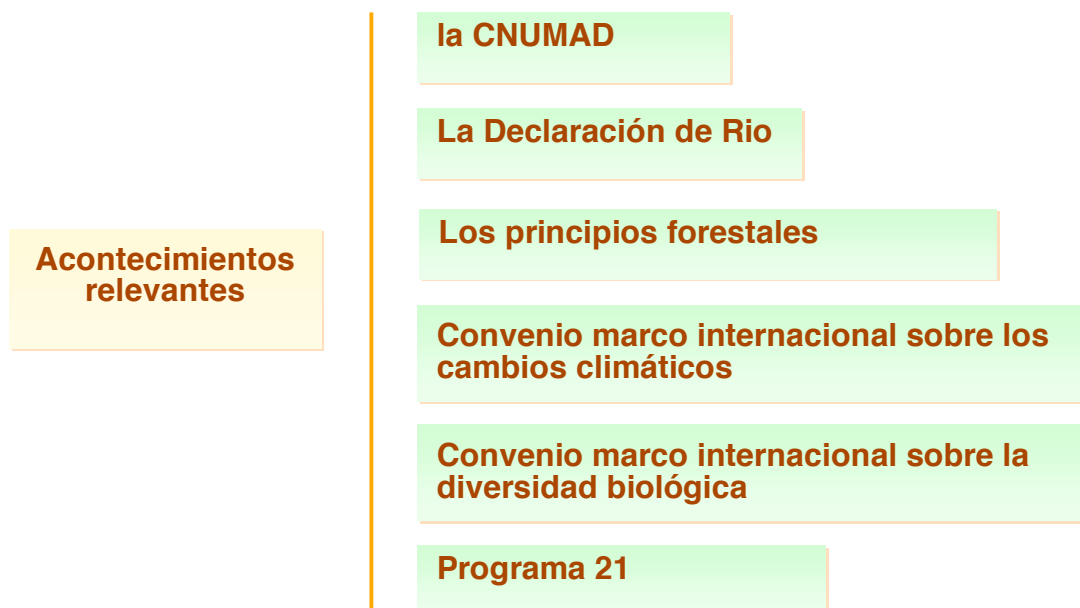 la CNUMAD
La Declaración de Rio
Los principios forestales
Acontecimientos
relevantes
Convenio marco internacional sobre los
cambios climáticos
Convenio marco internacional sobre la
diversidad biológica
Programa 21